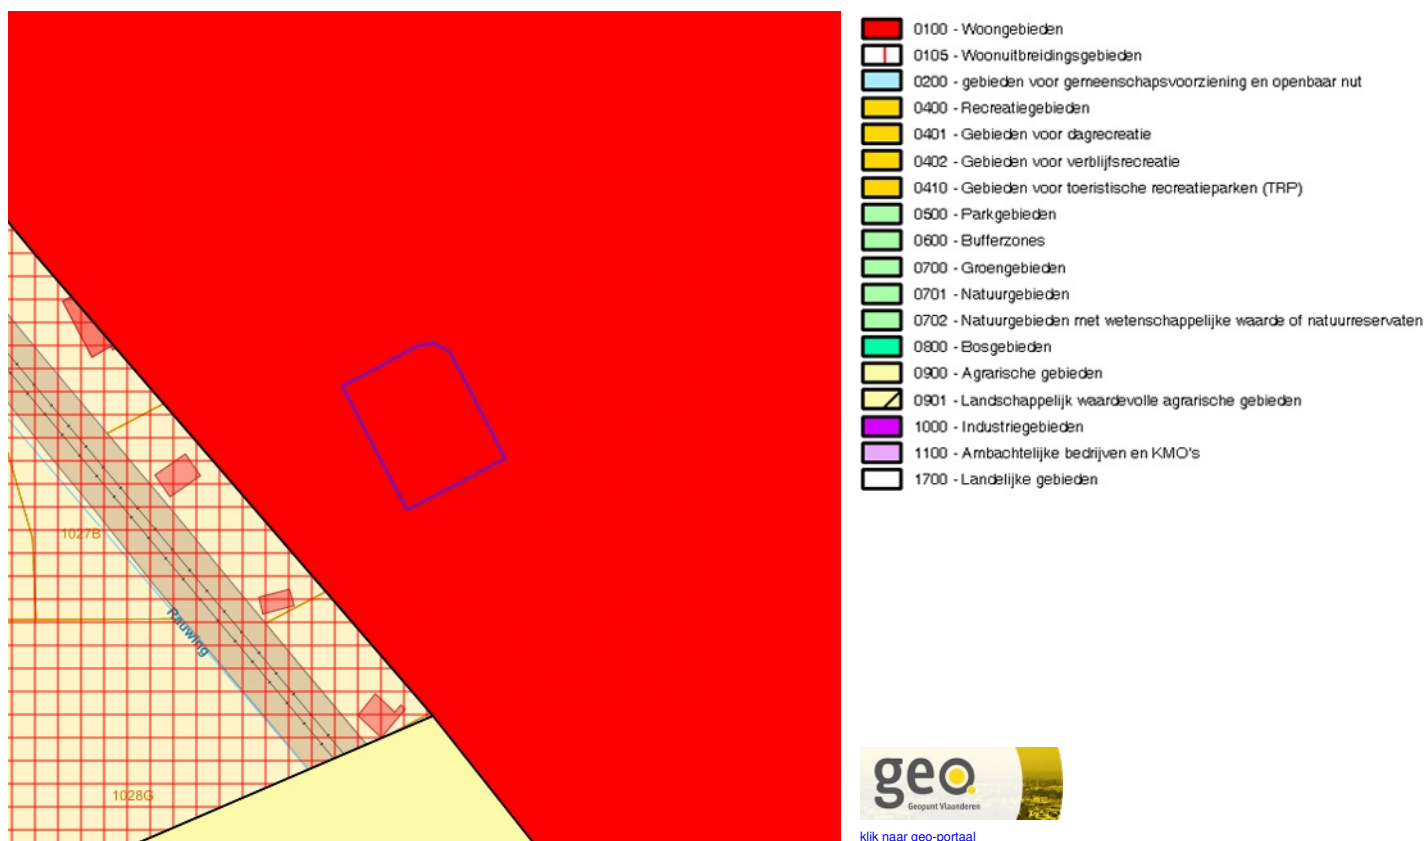 0100 - Woongebieden
0105 - Woonuitbreidingsgebieden
0200 - gebieden voor gemeenschapsvoorziening en openbaar nut
0400 - Recreatiegebieden
0401 - Gebieden voor dagrecreatie
0402 - Gebieden voor verblijfsrecreatie
0410 - Gebieden voor toeristische recreatieparken (TRP)
0500 - Parkgebieden
0600 - Bufferzones
0700 - Groengebieden
0701 - Natuurgebieden
0702 - Natuurgebieden met wetenschappelijke waarde of natuurreservaten
0800 - Bosgebieden
0900 - Agrarische gebieden
0901 - Landschappelijk waardevolle agrarische gebieden
1000 - Industriegebieden
1100 - Ambachtelijke bedrijven en KMO's
1700 - Landelijke gebieden
1027B
Rauwing
1028G
geo
Geopunt Vlaanderen
klik naar geo-portaal